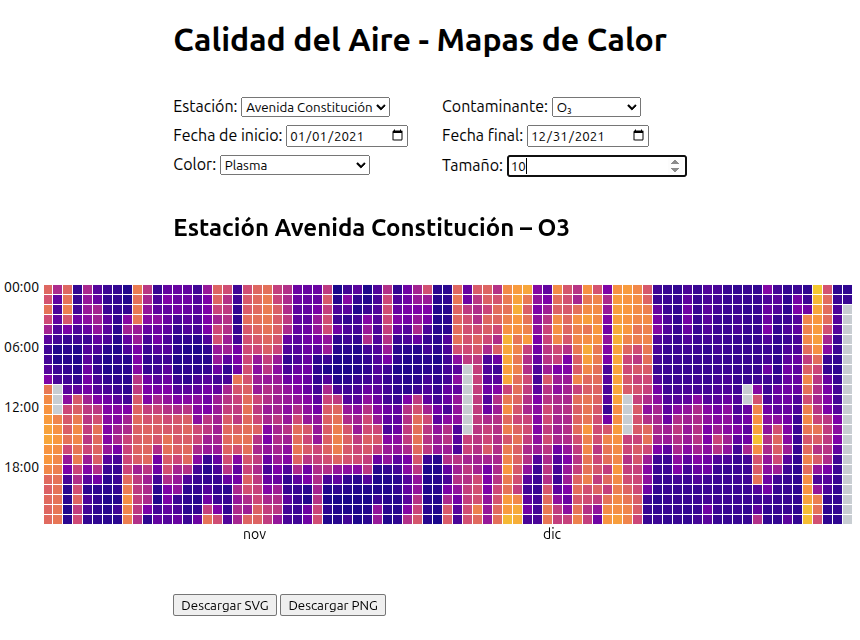 Calidad del Aire - Mapas de Calor
Estación: Avenida Constitución Contaminante: O₃
Fecha de inicio: 01/01/2021 Fecha final: 12/31/2021
Color: Plasma Tamaño: 10
Estación Avenida Constitución – O3
00:00
06:00
12:00
18:00
nov dic
Descargar SVG Descargar PNG